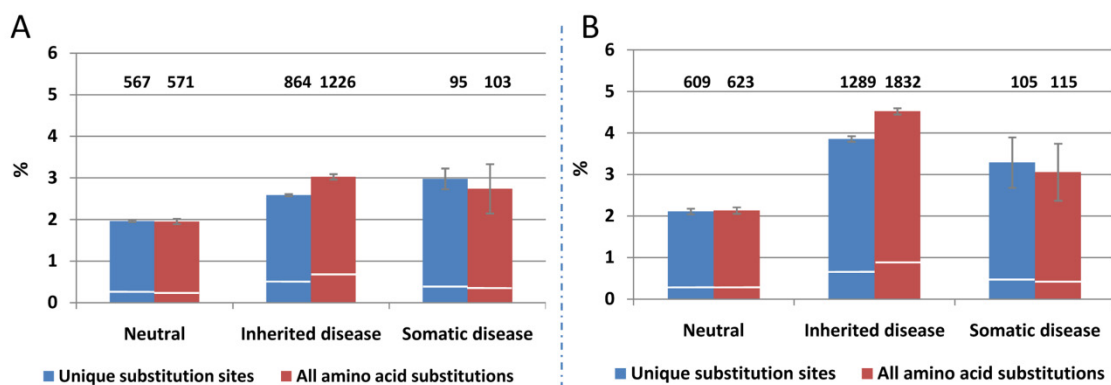 A
6
5
4
3
2
1
0
%
567 571
864 1226
95 103
Neutral
Inherited disease
Somatic disease
Unique substitution sites
All amino acid substitutions
B
6
5
4
3
2
1
0
%
609 623
1289 1832
105 115
Neutral
Inherited disease
Somatic disease
Unique substitution sites
All amino acid substitutions